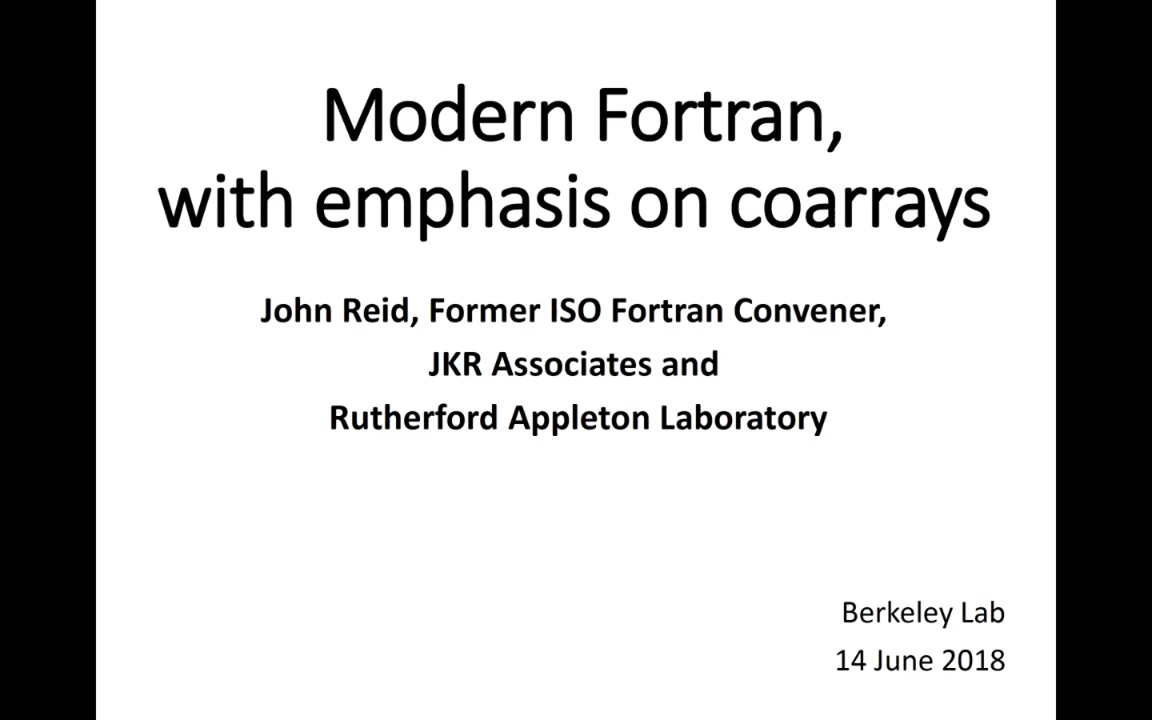 Modern Fortran,
with emphasis on coarrays
John Reid, Former ISO Fortran Convener,
JKR Associates and
Rutherford Appleton Laboratory
Berkeley Lab
14 June 2018